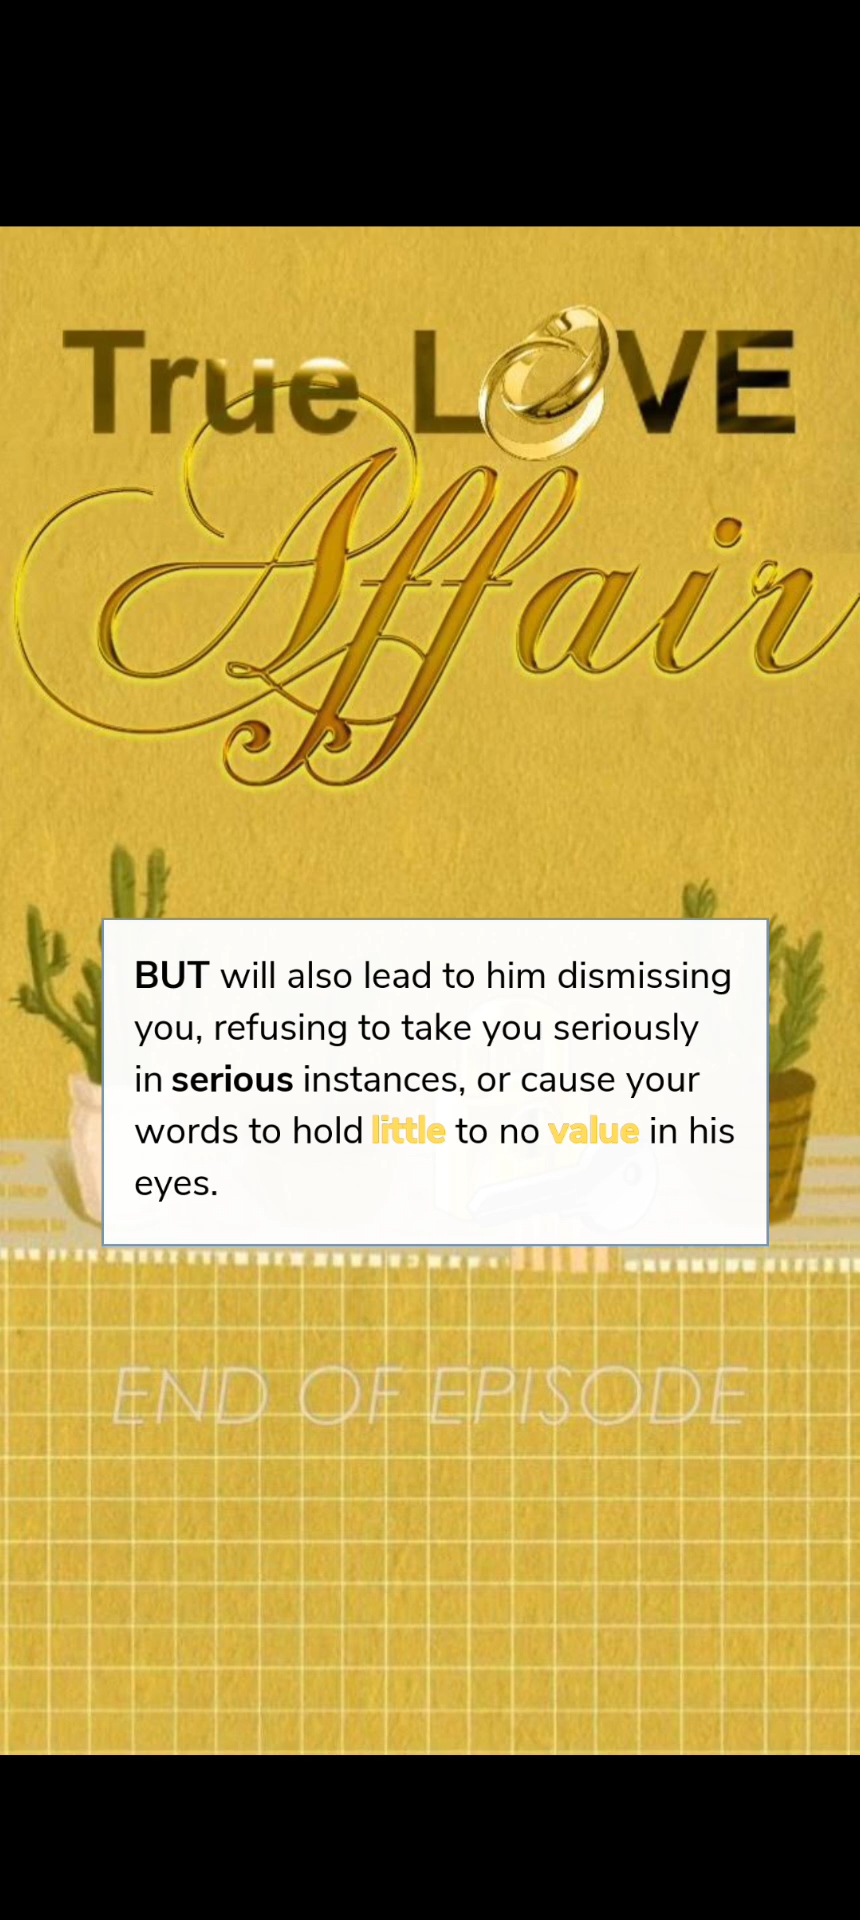 True LOVE
Affair
BUT will also lead to him dismissing
you, refusing to take you seriously
in serious instances, or cause your
words to hold little to no value in his
eyes.
END OF EPISODE